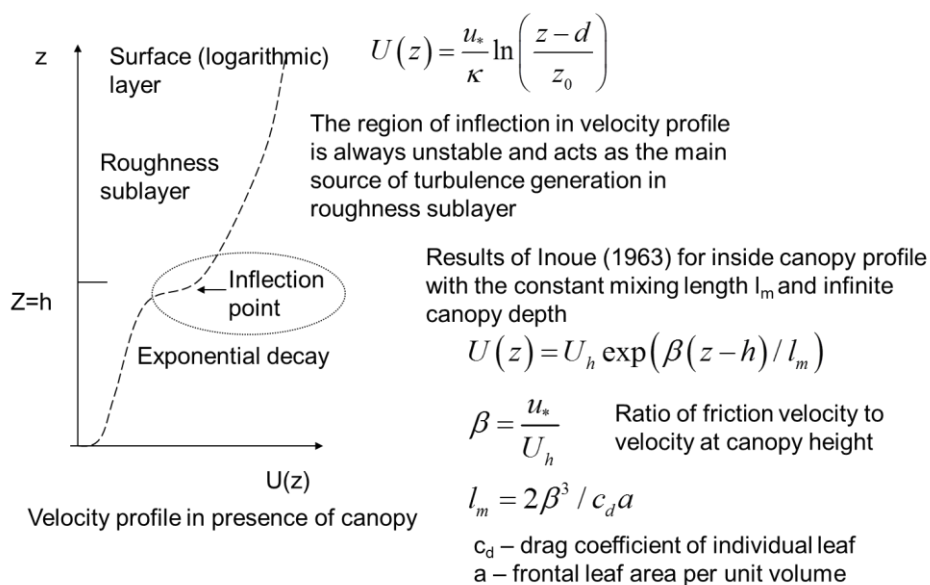 z
Surface (logarithmic)
layer
U(z) = u* / κ ln( (z − d) / z0 )
The region of inflection in velocity profile
is always unstable and acts as the main
source of turbulence generation in
roughness sublayer
Roughness
sublayer
Z=h
Inflection
point
Exponential decay
U(z)
Velocity profile in presence of canopy
Results of Inoue (1963) for inside canopy profile
with the constant mixing length lm and infinite
canopy depth
U(z) = Uh exp(β(z − h) / lm)
β = u* / Uh
Ratio of friction velocity to
velocity at canopy height
lm = 2β³ / cd a
cd – drag coefficient of individual leaf
a – frontal leaf area per unit volume